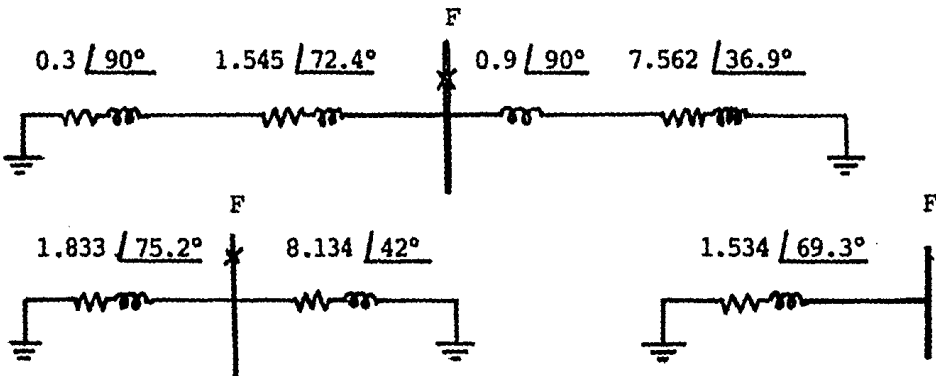 F
0.3 /90° 1.545 /72.4° 0.9 /90° 7.562 /36.9°
F F
1.833 /75.2° 8.134 /42° 1.534 /69.3°